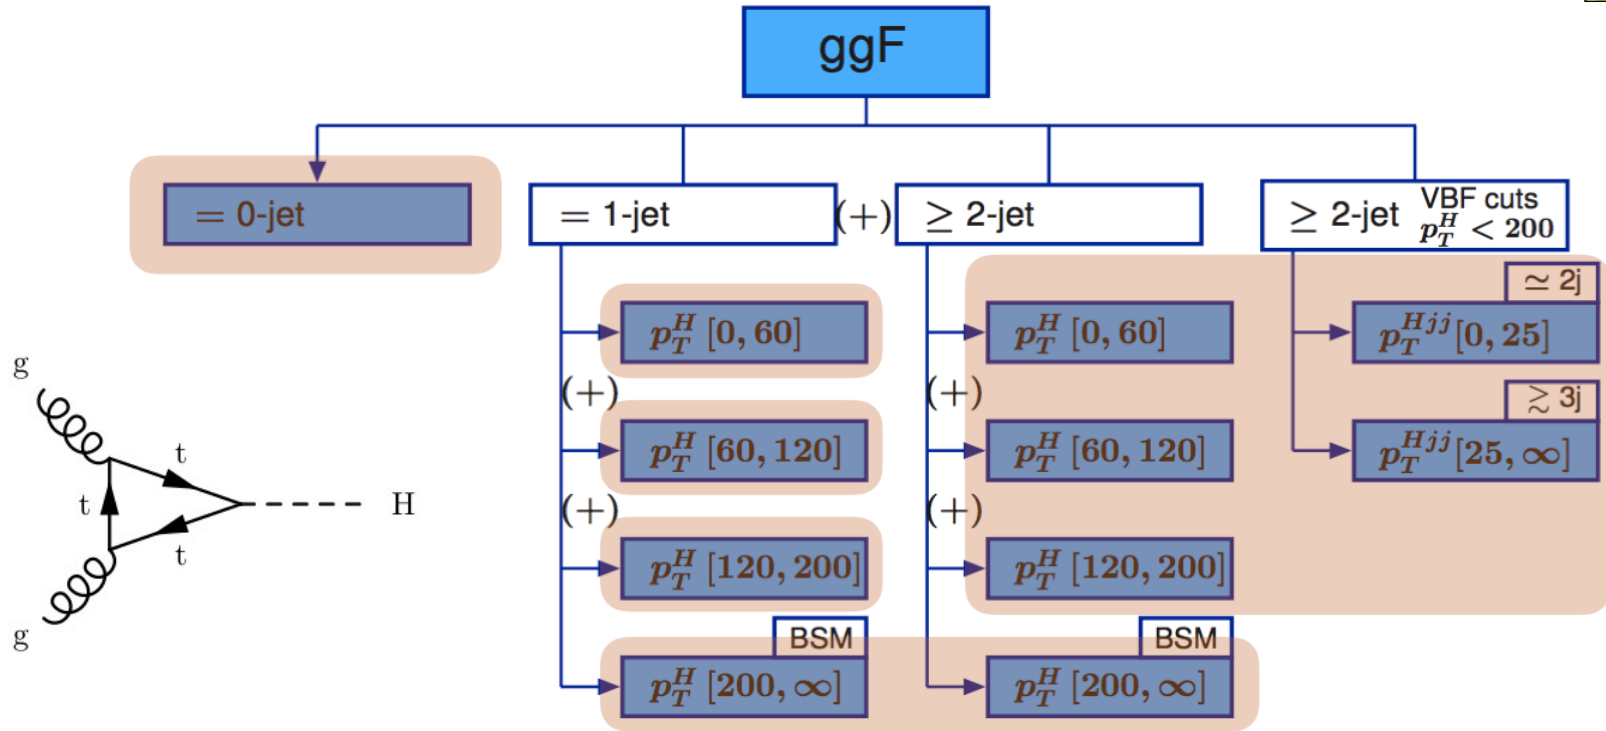 ggF
= 0-jet
= 1-jet
(+)
≥ 2-jet
≥ 2-jet VBF cuts p_T^H < 200
p_T^H [0, 60]
(+)
p_T^H [60, 120]
(+)
p_T^H [120, 200]
BSM
p_T^H [200, ∞]
p_T^H [0, 60]
(+)
p_T^H [60, 120]
(+)
p_T^H [120, 200]
BSM
p_T^H [200, ∞]
≃ 2j
p_T^{Hjj} [0, 25]
≳ 3j
p_T^{Hjj} [25, ∞]
g
t
t
H
t
g